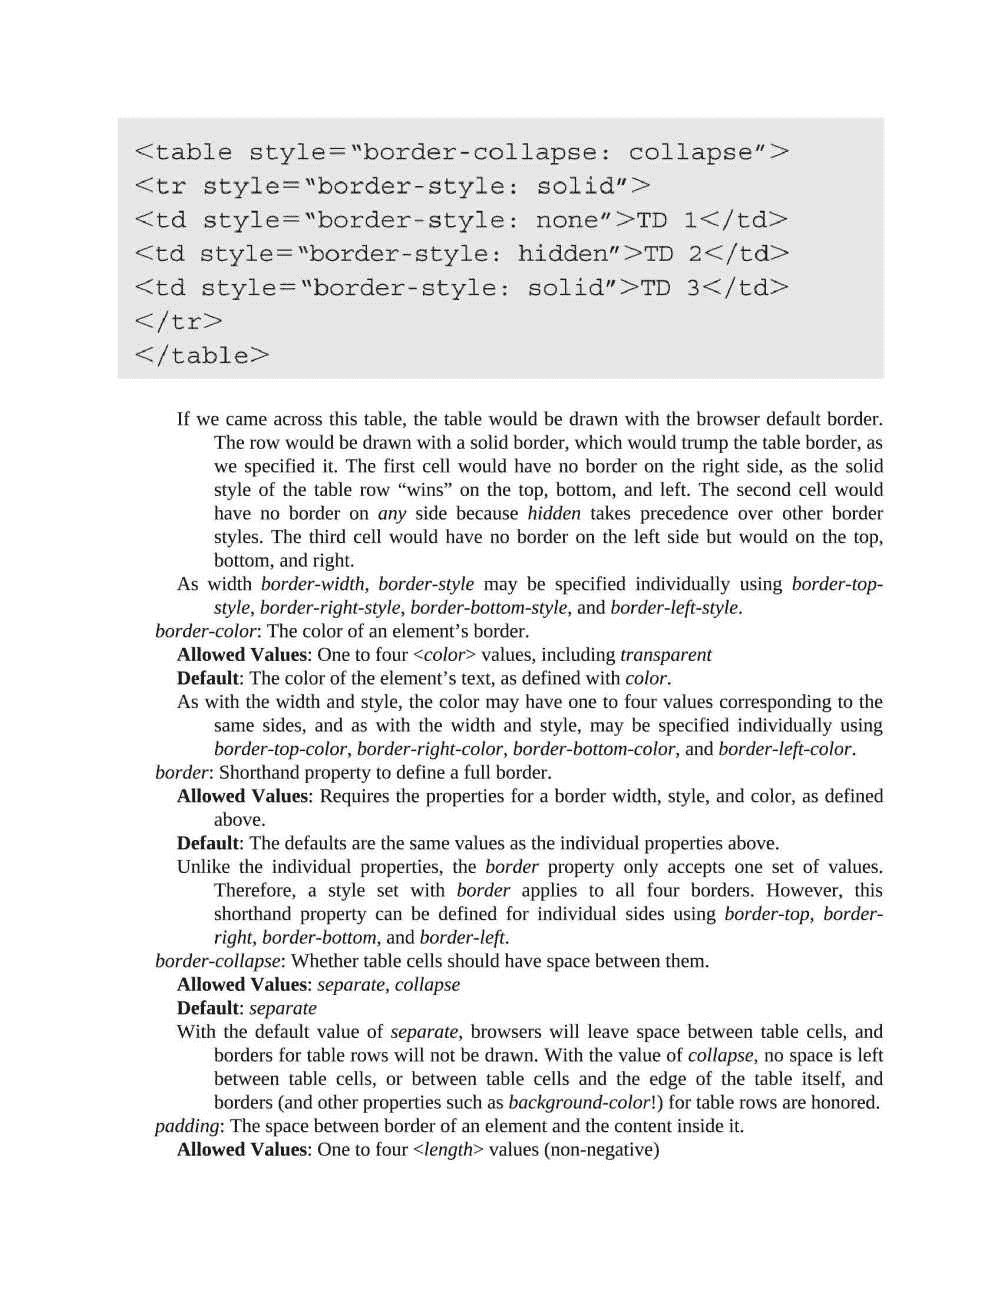 <table style="border-collapse: collapse”>
<tr style="border-style: solid”>
<td style="border-style: none”>TD 1</td>
<td style="border-style: hidden”>TD 2</td>
<td style="border-style: solid”>TD 3</td>
</tr>
</table>
If we came across this table, the table would be drawn with the browser default border.
The row would be drawn with a solid border, which would trump the table border, as
we specified it. The first cell would have no border on the right side, as the solid
style of the table row “wins” on the top, bottom, and left. The second cell would
have no border on any side because hidden takes precedence over other border
styles. The third cell would have no border on the left side but would on the top,
bottom, and right.
As width border-width, border-style may be specified individually using border-top-
style, border-right-style, border-bottom-style, and border-left-style.
border-color: The color of an element’s border.
Allowed Values: One to four <color> values, including transparent
Default: The color of the element’s text, as defined with color.
As with the width and style, the color may have one to four values corresponding to the
same sides, and as with the width and style, may be specified individually using
border-top-color, border-right-color, border-bottom-color, and border-left-color.
border: Shorthand property to define a full border.
Allowed Values: Requires the properties for a border width, style, and color, as defined
above.
Default: The defaults are the same values as the individual properties above.
Unlike the individual properties, the border property only accepts one set of values.
Therefore, a style set with border applies to all four borders. However, this
shorthand property can be defined for individual sides using border-top, border-
right, border-bottom, and border-left.
border-collapse: Whether table cells should have space between them.
Allowed Values: separate, collapse
Default: separate
With the default value of separate, browsers will leave space between table cells, and
borders for table rows will not be drawn. With the value of collapse, no space is left
between table cells, or between table cells and the edge of the table itself, and
borders (and other properties such as background-color!) for table rows are honored.
padding: The space between border of an element and the content inside it.
Allowed Values: One to four <length> values (non-negative)